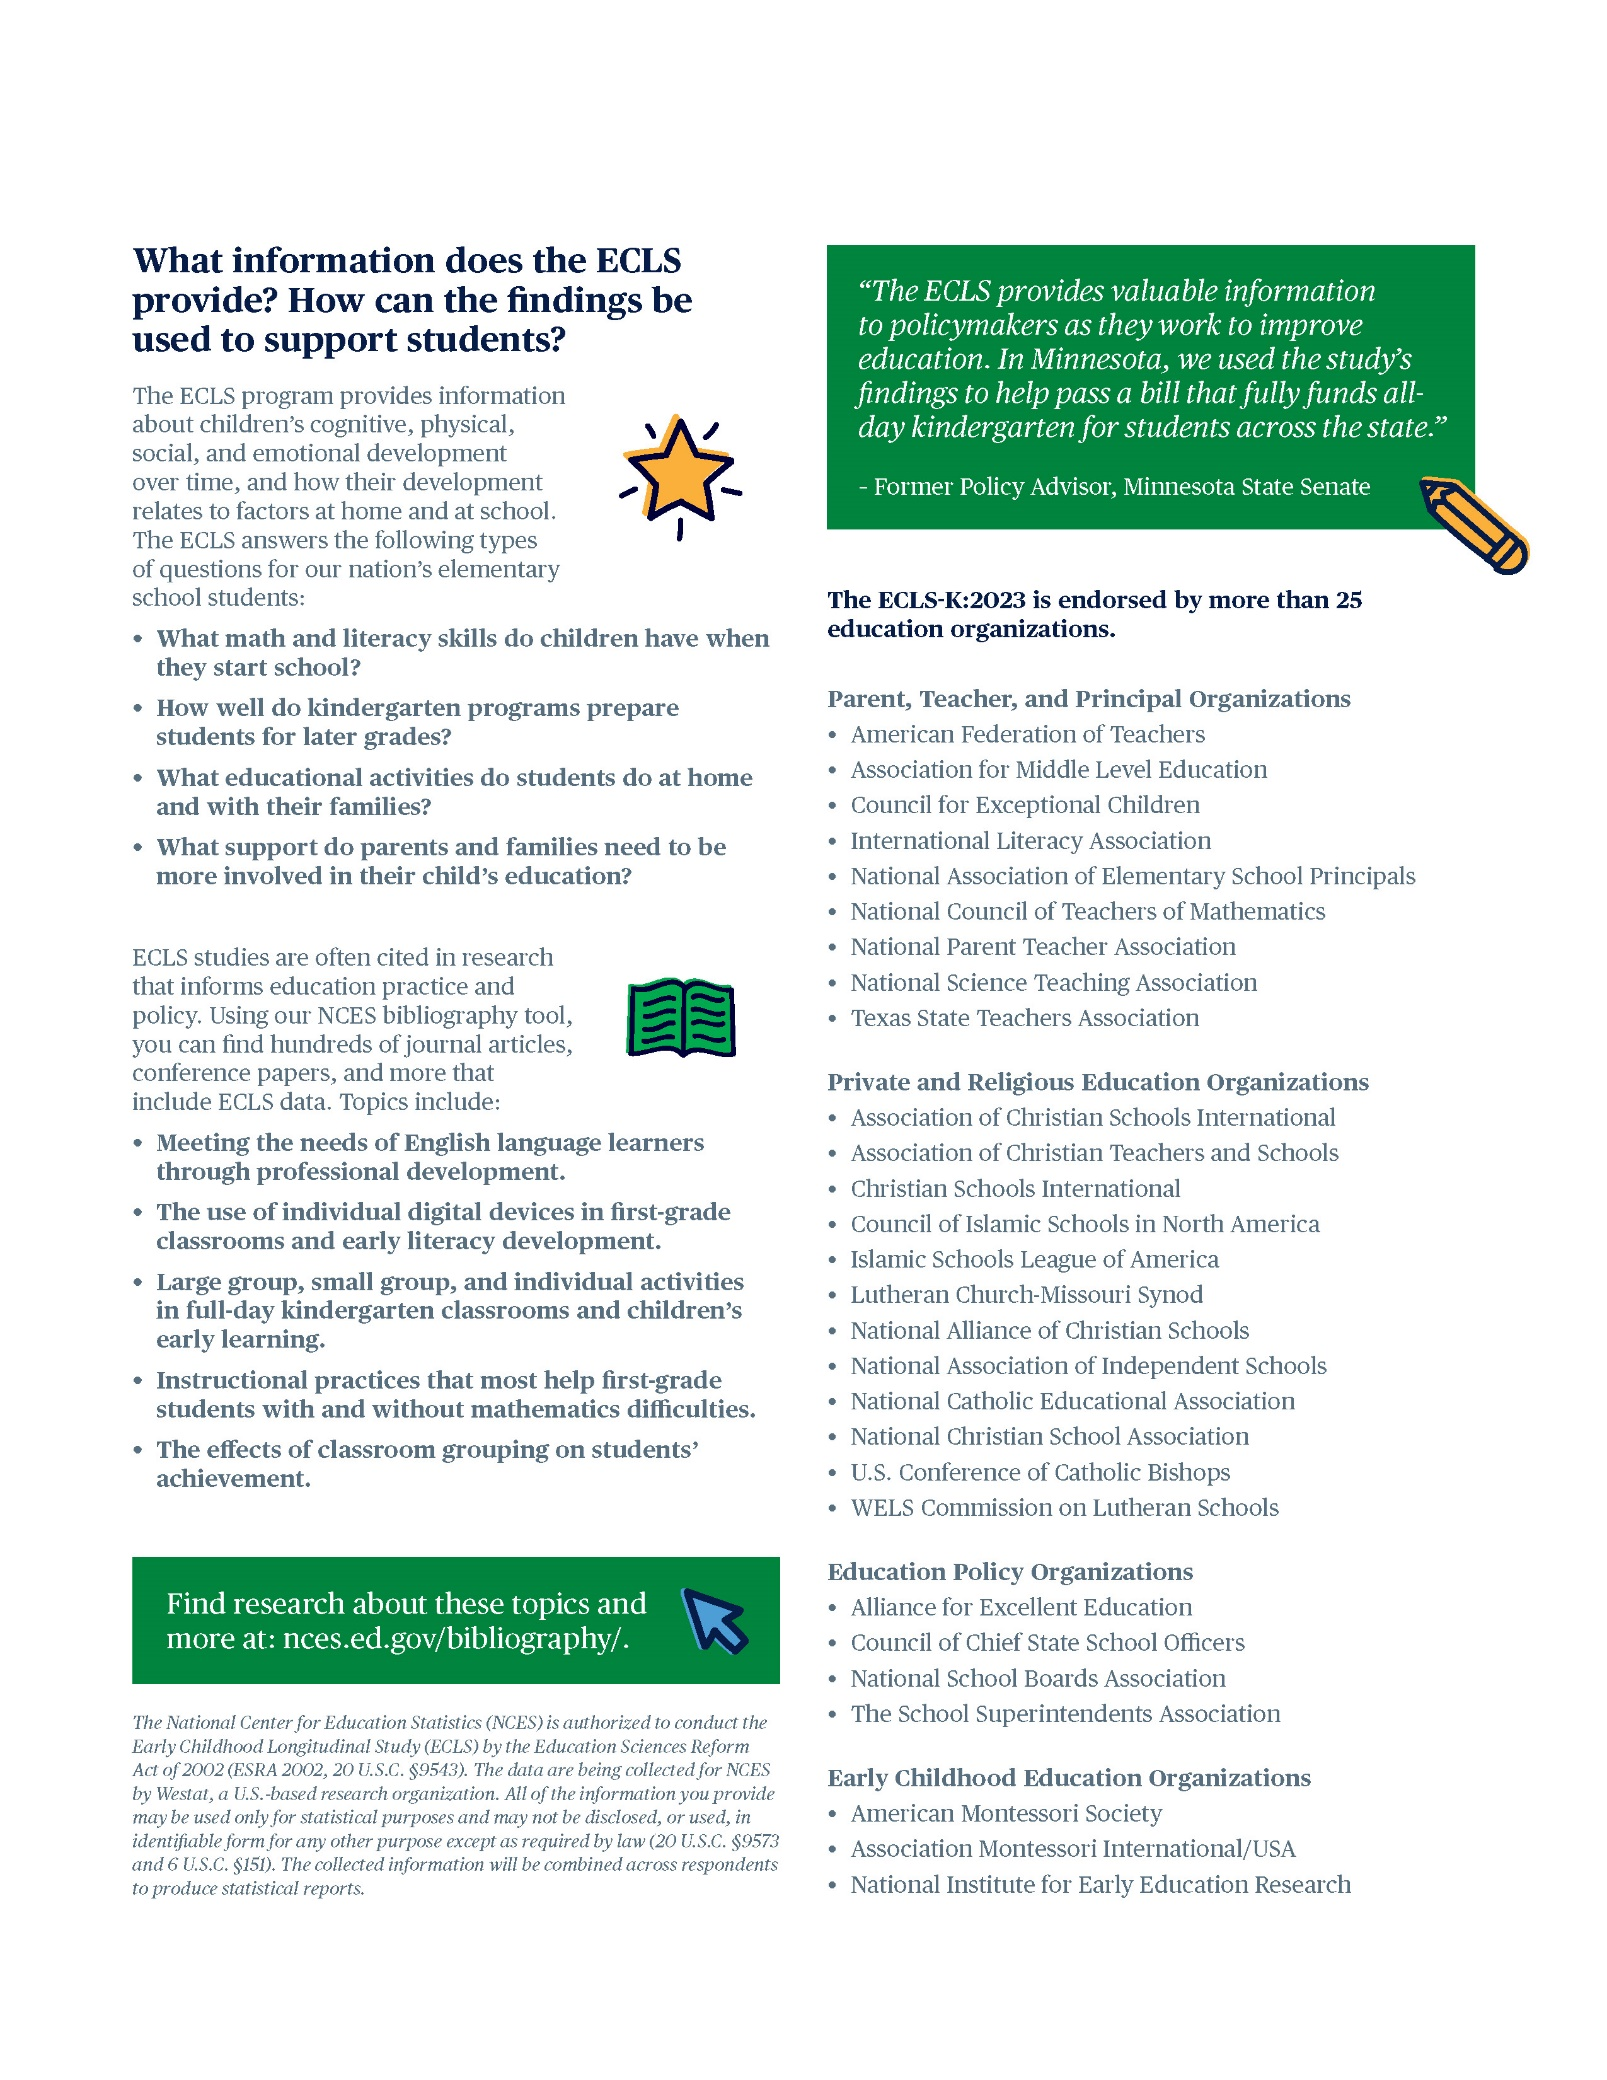 What information does the ECLS
provide? How can the findings be
used to support students?
The ECLS program provides information
about children’s cognitive, physical,
social, and emotional development
over time, and how their development
relates to factors at home and at school.
The ECLS answers the following types
of questions for our nation’s elementary
school students:
• What math and literacy skills do children have when
they start school?
• How well do kindergarten programs prepare
students for later grades?
• What educational activities do students do at home
and with their families?
• What support do parents and families need to be
more involved in their child’s education?
ECLS studies are often cited in research
that informs education practice and
policy. Using our NCES bibliography tool,
you can find hundreds of journal articles,
conference papers, and more that
include ECLS data. Topics include:
• Meeting the needs of English language learners
through professional development.
• The use of individual digital devices in first-grade
classrooms and early literacy development.
• Large group, small group, and individual activities
in full-day kindergarten classrooms and children’s
early learning.
• Instructional practices that most help first-grade
students with and without mathematics difficulties.
• The effects of classroom grouping on students’
achievement.
Find research about these topics and
more at: nces.ed.gov/bibliography/.
The National Center for Education Statistics (NCES) is authorized to conduct the
Early Childhood Longitudinal Study (ECLS) by the Education Sciences Reform
Act of 2002 (ESRA 2002, 20 U.S.C. §9543). The data are being collected for NCES
by Westat, a U.S.-based research organization. All of the information you provide
may be used only for statistical purposes and may not be disclosed, or used, in
identifiable form for any other purpose except as required by law (20 U.S.C. §9573
and 6 U.S.C. §151). The collected information will be combined across respondents
to produce statistical reports.
“The ECLS provides valuable information
to policymakers as they work to improve
education. In Minnesota, we used the study’s
findings to help pass a bill that fully funds all-
day kindergarten for students across the state.”
- Former Policy Advisor, Minnesota State Senate
The ECLS-K:2023 is endorsed by more than 25
education organizations.
Parent, Teacher, and Principal Organizations
• American Federation of Teachers
• Association for Middle Level Education
• Council for Exceptional Children
• International Literacy Association
• National Association of Elementary School Principals
• National Council of Teachers of Mathematics
• National Parent Teacher Association
• National Science Teaching Association
• Texas State Teachers Association
Private and Religious Education Organizations
• Association of Christian Schools International
• Association of Christian Teachers and Schools
• Christian Schools International
• Council of Islamic Schools in North America
• Islamic Schools League of America
• Lutheran Church-Missouri Synod
• National Alliance of Christian Schools
• National Association of Independent Schools
• National Catholic Educational Association
• National Christian School Association
• U.S. Conference of Catholic Bishops
• WELS Commission on Lutheran Schools
Education Policy Organizations
• Alliance for Excellent Education
• Council of Chief State School Officers
• National School Boards Association
• The School Superintendents Association
Early Childhood Education Organizations
• American Montessori Society
• Association Montessori International/USA
• National Institute for Early Education Research